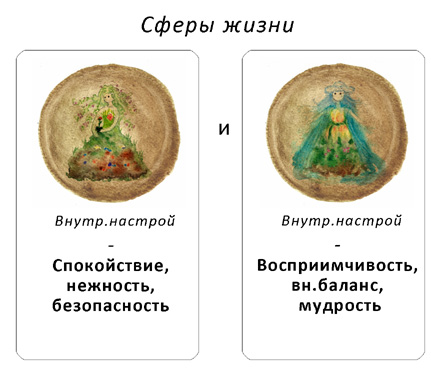 Сферы жизни
и
Внутр.настрой
-
Спокойствие,
нежность,
безопасность
Внутр.настрой
-
Восприимчивость,
вн.баланс,
мудрость